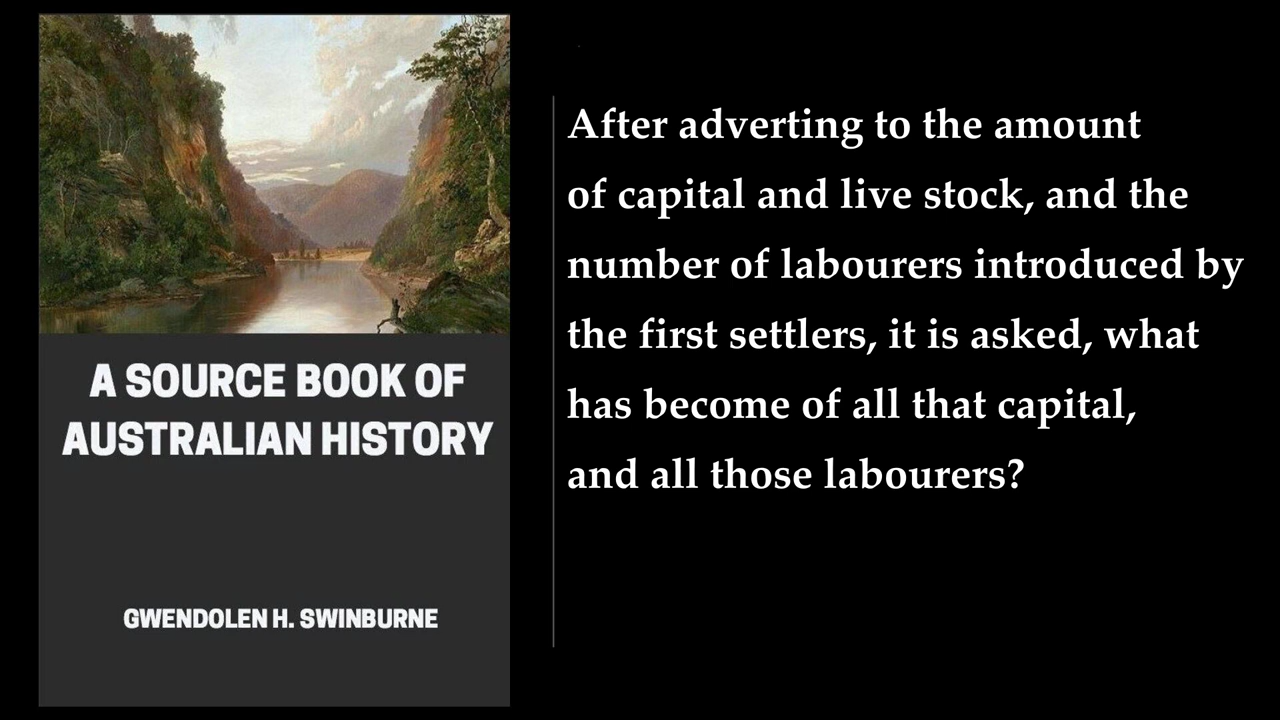 A SOURCE BOOK OF
AUSTRALIAN HISTORY
GWENDOLEN H. SWINBURNE
After adverting to the amount
of capital and live stock, and the
number of labourers introduced by
the first settlers, it is asked, what
has become of all that capital,
and all those labourers?